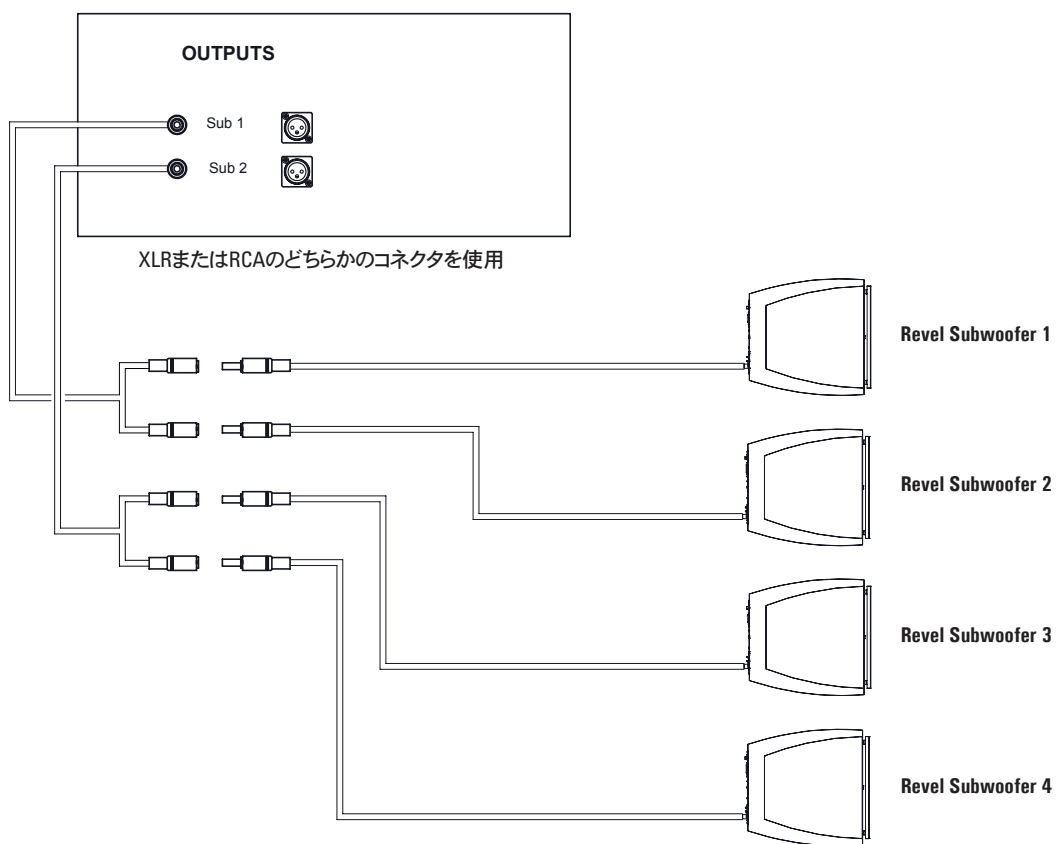 OUTPUTS
Sub 1
Sub 2
XLRまたはRCAのどちらかのコネクタを使用
Revel Subwoofer 1
Revel Subwoofer 2
Revel Subwoofer 3
Revel Subwoofer 4